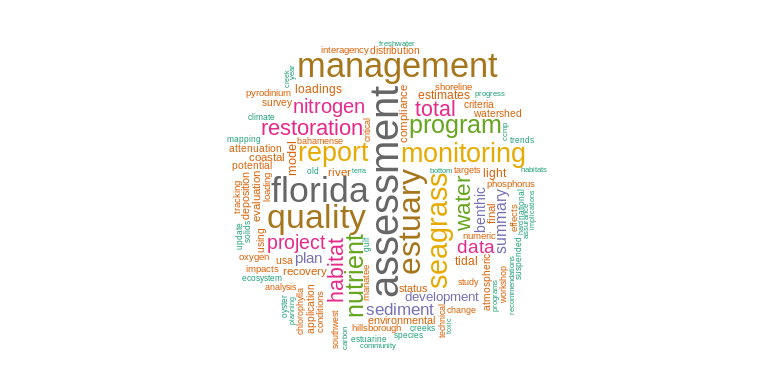 freshwater
interagency
distribution
management
creek
year
pyrodinium
loadings
shoreline
estimates
progress
survey
nitrogen
total
criteria
watershed
climate
restoration
critical
assessment
compliance
program
comp
trends
mapping
bahamense
attenuation
coastal
model
report
monitoring
potential
old
river
terra
bottom
targets
light
habitats
florida
estuary
seagrass
water
benthic
phosphorus
tracking
deposition
evaluation
loading
quality
final
summary
numeric
effects
hard
national
assurance
implications
update
solids
using
project
habitat
nutrient
gulf
data
oxygen
usa
plan
tidal
atmospheric
suspended
impacts
recovery
manatee
ecosystem
analysis
status
study
programs
workshop
recommendations
oyster
planning
chlorophylla
application
conditions
southwest
sediment
development
change
environmental
technical
toxic
hillsborough
creeks
carbon
estuarine
species
community